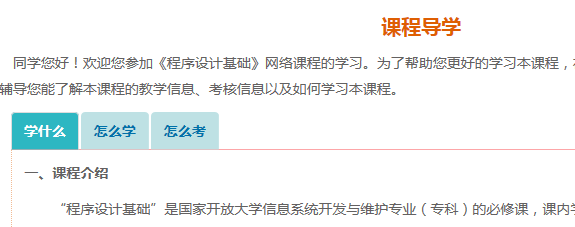 课程导学
同学您好！欢迎您参加《程序设计基础》网络课程的学习。为了帮助您更好的学习本课程，
辅导您能了解本课程的教学信息、考核信息以及如何学习本课程。
学什么 怎么学 怎么考
一、课程介绍
“程序设计基础”是国家开放大学信息系统开发与维护专业（专科）的必修课，课内